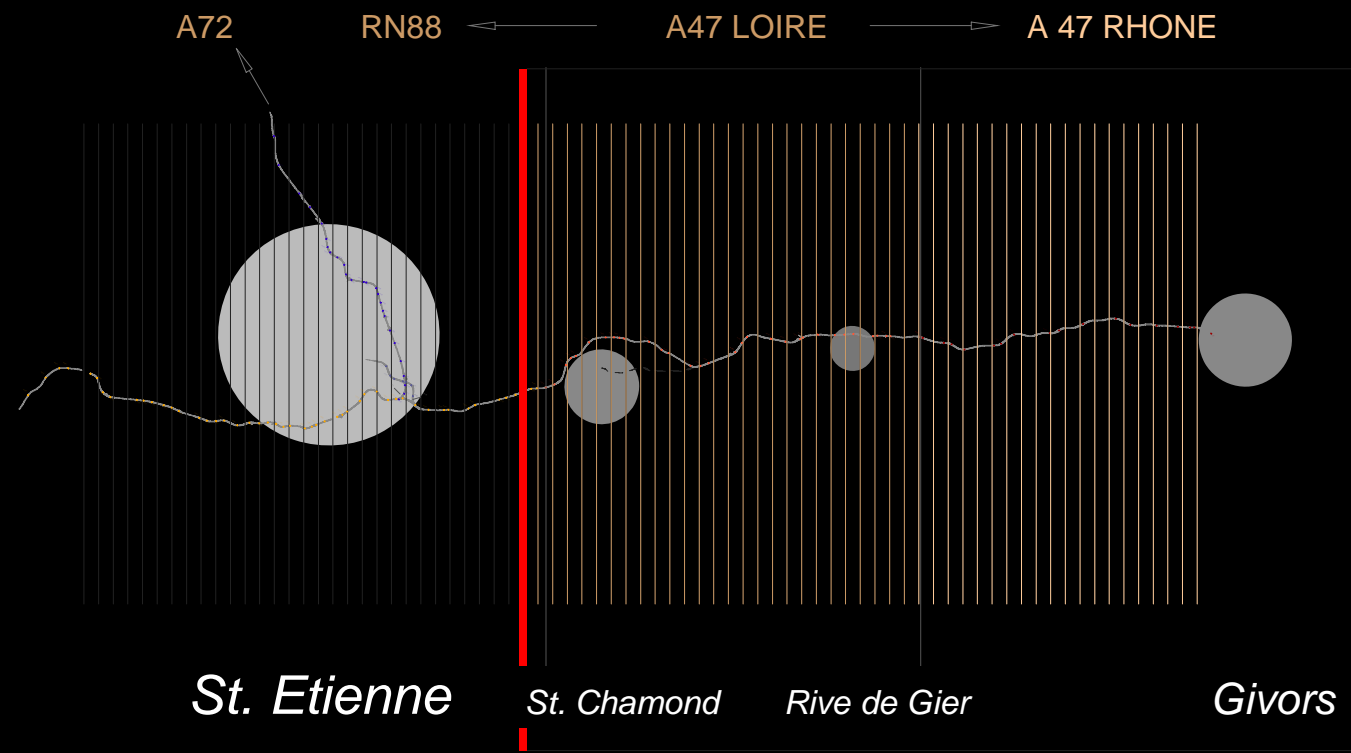 A72 RN88 A47 LOIRE A 47 RHONE
St. Etienne St. Chamond Rive de Gier Givors